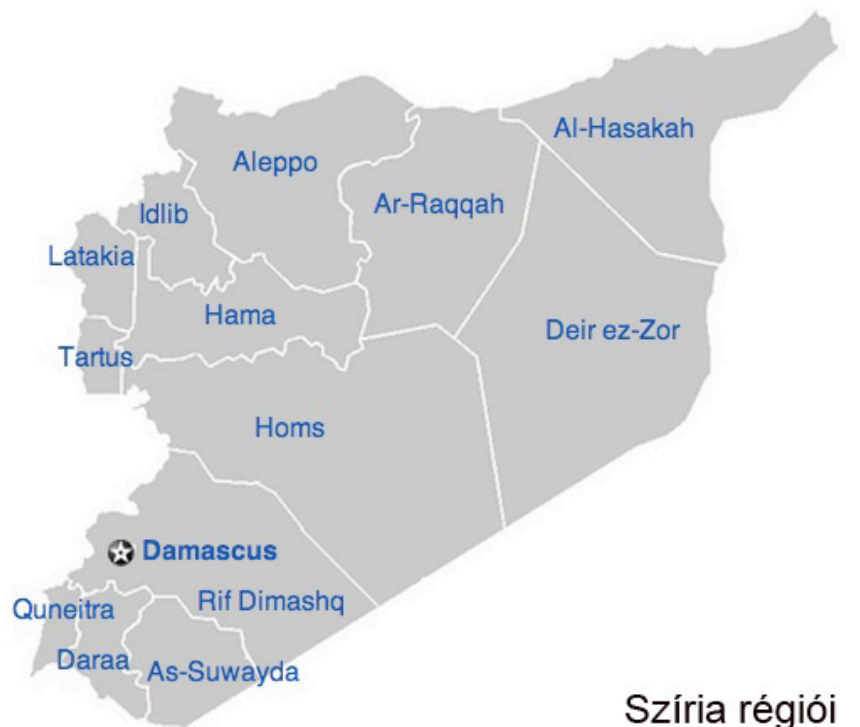 Al-Hasakah
Aleppo
Ar-Raqqah
Idlib
Latakia
Hama
Deir ez-Zor
Tartus
Homs
Damascus
Rif Dimashq
Quneitra
Daraa
As-Suwayda
Szíria régiói